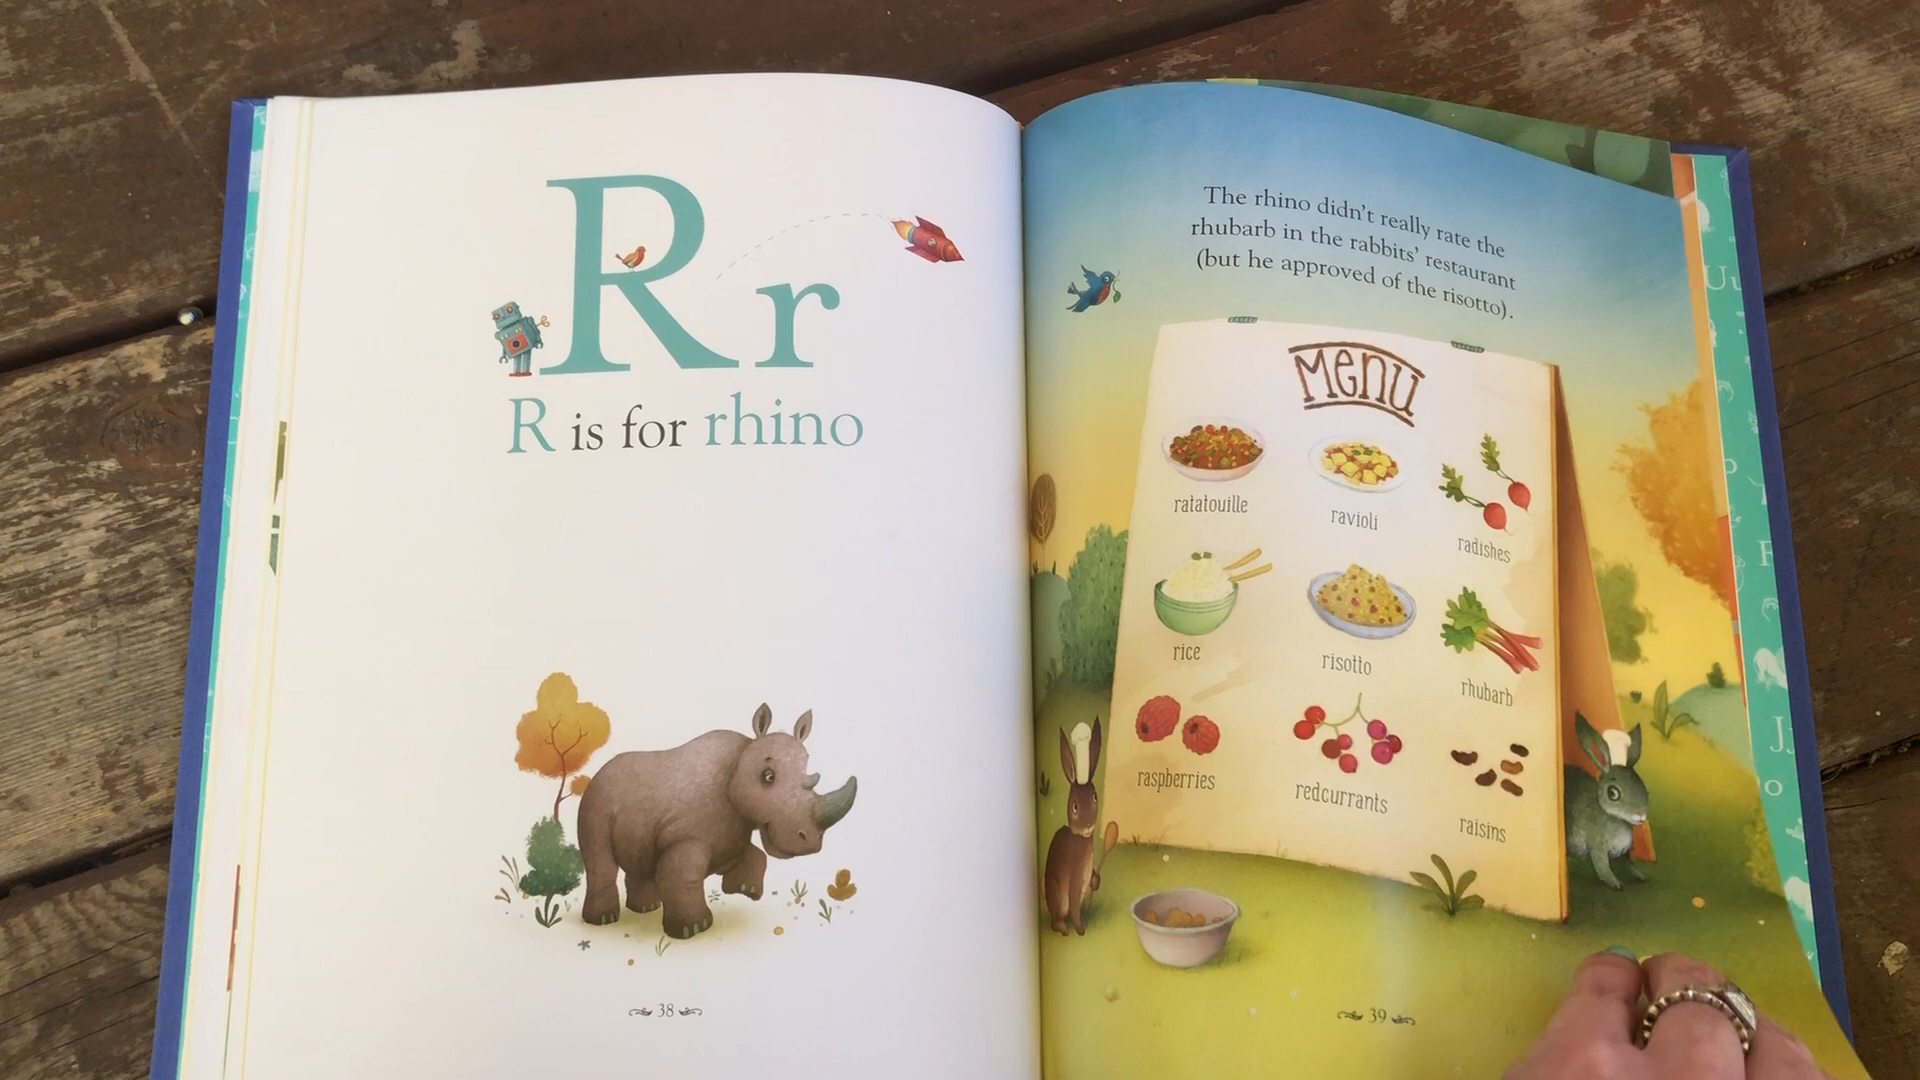 Rr
R is for rhino
38
The rhino didn't really rate the
rhubarb in the rabbits' restaurant
(but he approved of the risotto).
Menu
ratatouille
ravioli
radishes
rice
risotto
rhubarb
raspberries
redcurrants
raisins
39